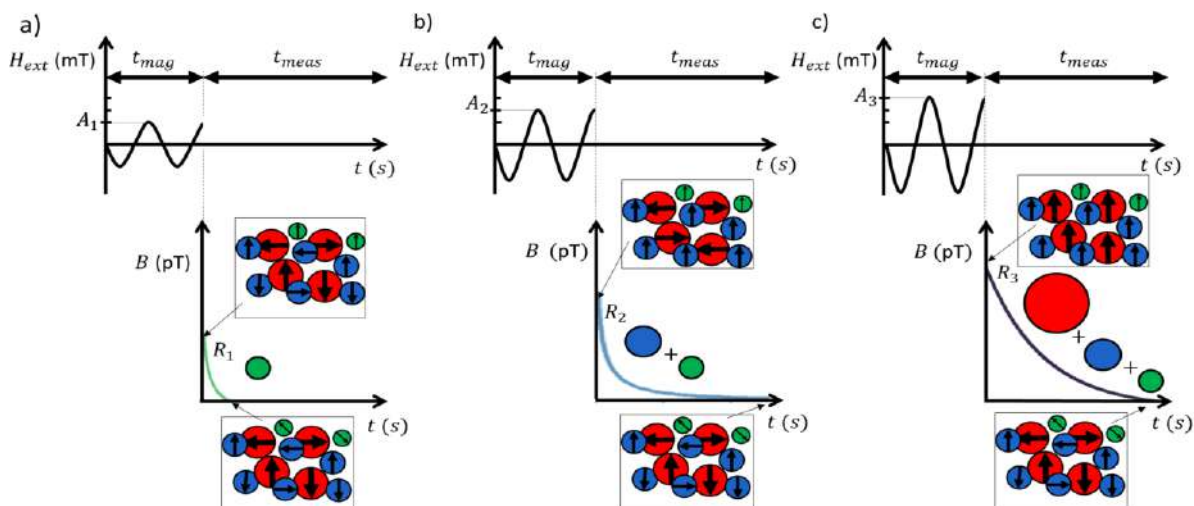 a)
H_ext (mT)
t_mag
t_meas
A_1
t (s)
B (pT)
R_1
t (s)
b)
H_ext (mT)
t_mag
t_meas
A_2
t (s)
B (pT)
R_2
+
t (s)
c)
H_ext (mT)
t_mag
t_meas
A_3
t (s)
B (pT)
R_3
+
+
t (s)